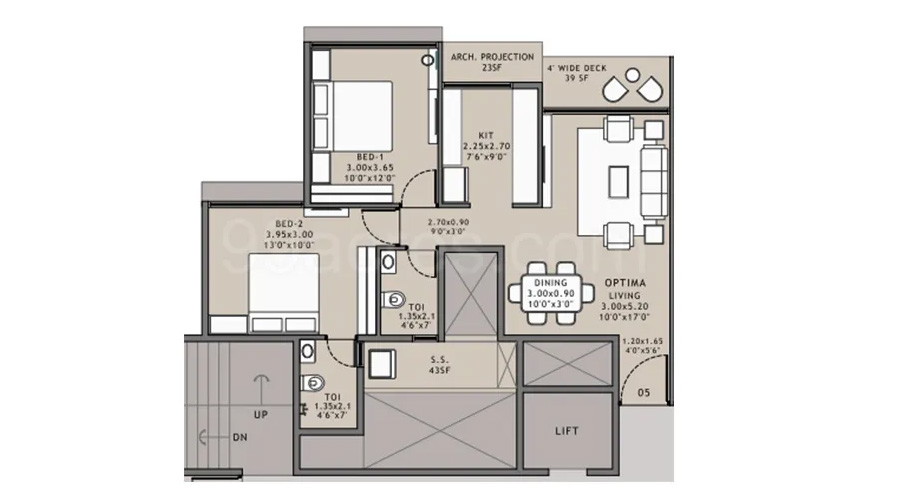 ARCH. PROJECTION
23SF
4' WIDE DECK
39 SF
BED-1
3.00x3.65
10'0"x12'0"
KIT
2.25x2.70
7'6"x9'0"
BED-2
3.95x3.00
13'0"x10'0"
2.70x0.90
9'0"x3'0"
99acres.com
TOI
1.35x2.1
4'6"x7'
DINING
3.00x0.90
10'0"x3'0"
OPTIMA
LIVING
3.00x5.20
10'0"x17'0"
1.20x1.65
4'0"x5'6"
S.S.
43SF
TOI
1.35x2.1
4'6"x7'
05
UP
DN
LIFT